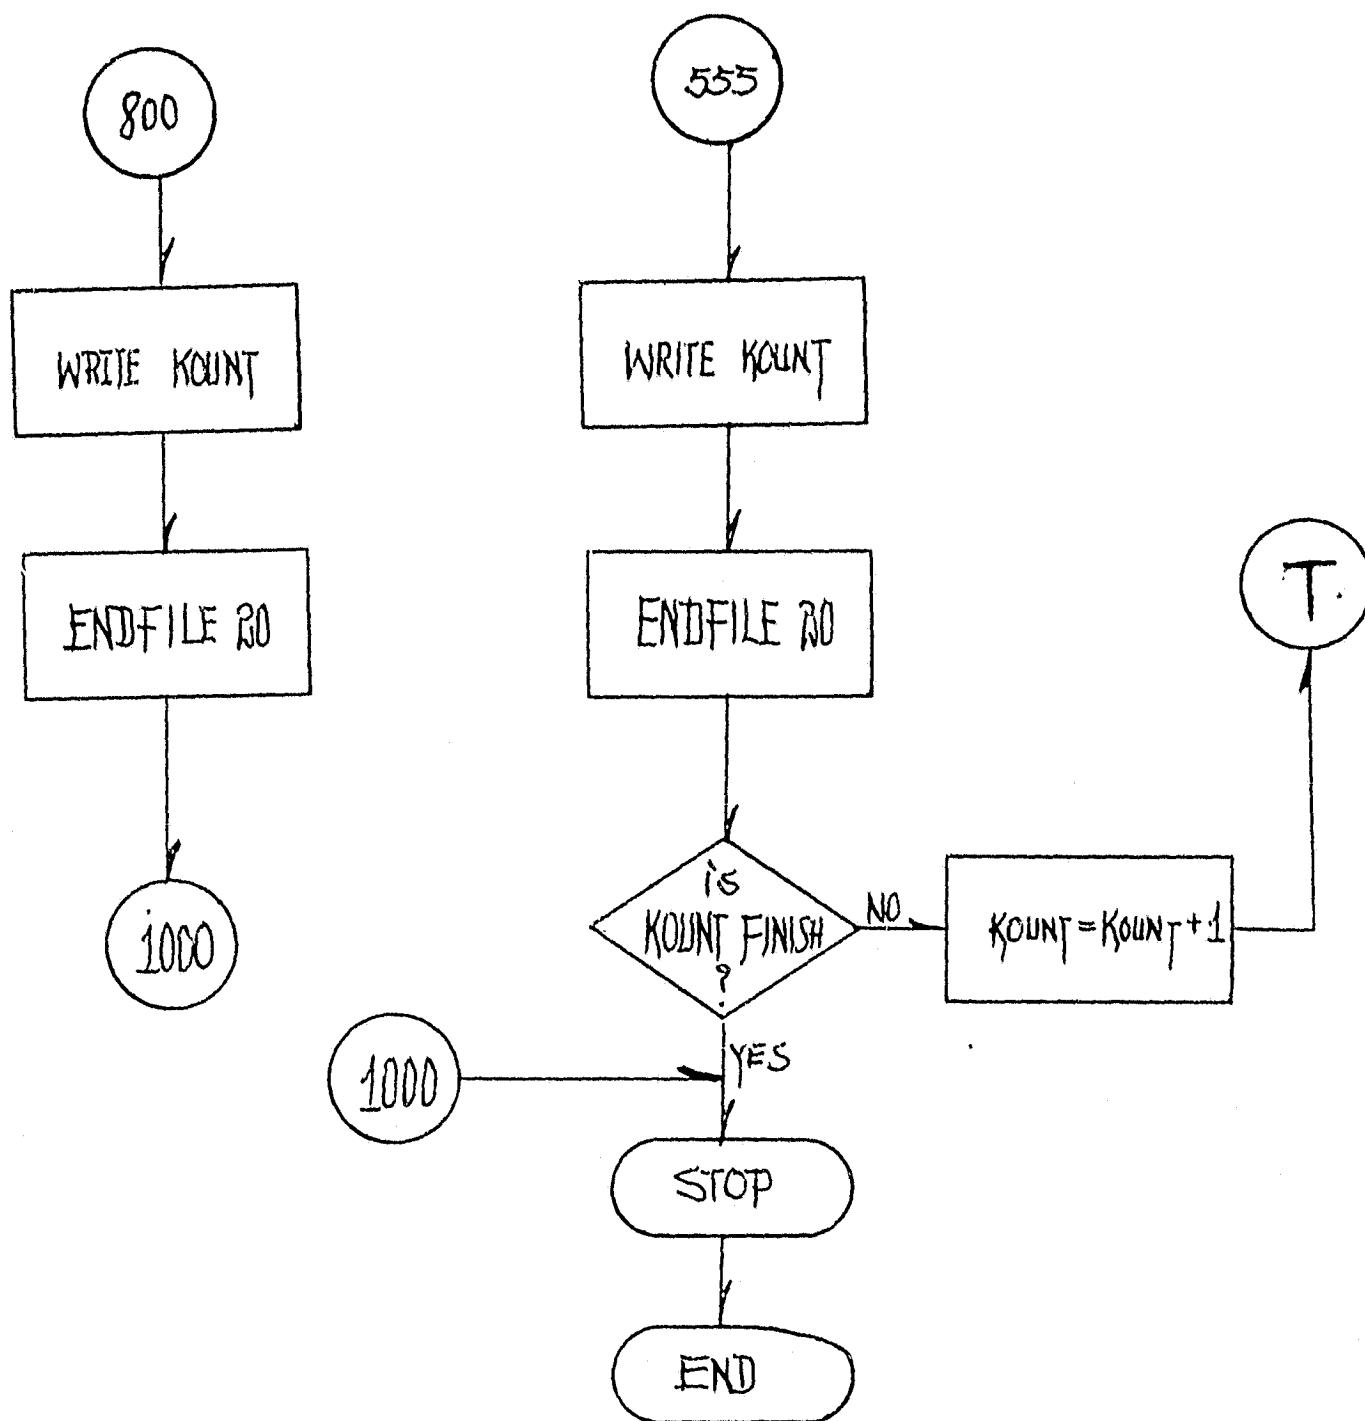 800
555
WRITE KOUNT
WRITE KOUNT
ENDFILE 20
ENDFILE 20
T.
is
KOUNT FINISH
?
NO
KOUNT=KOUNT+1
1000
1000
YES
STOP
END